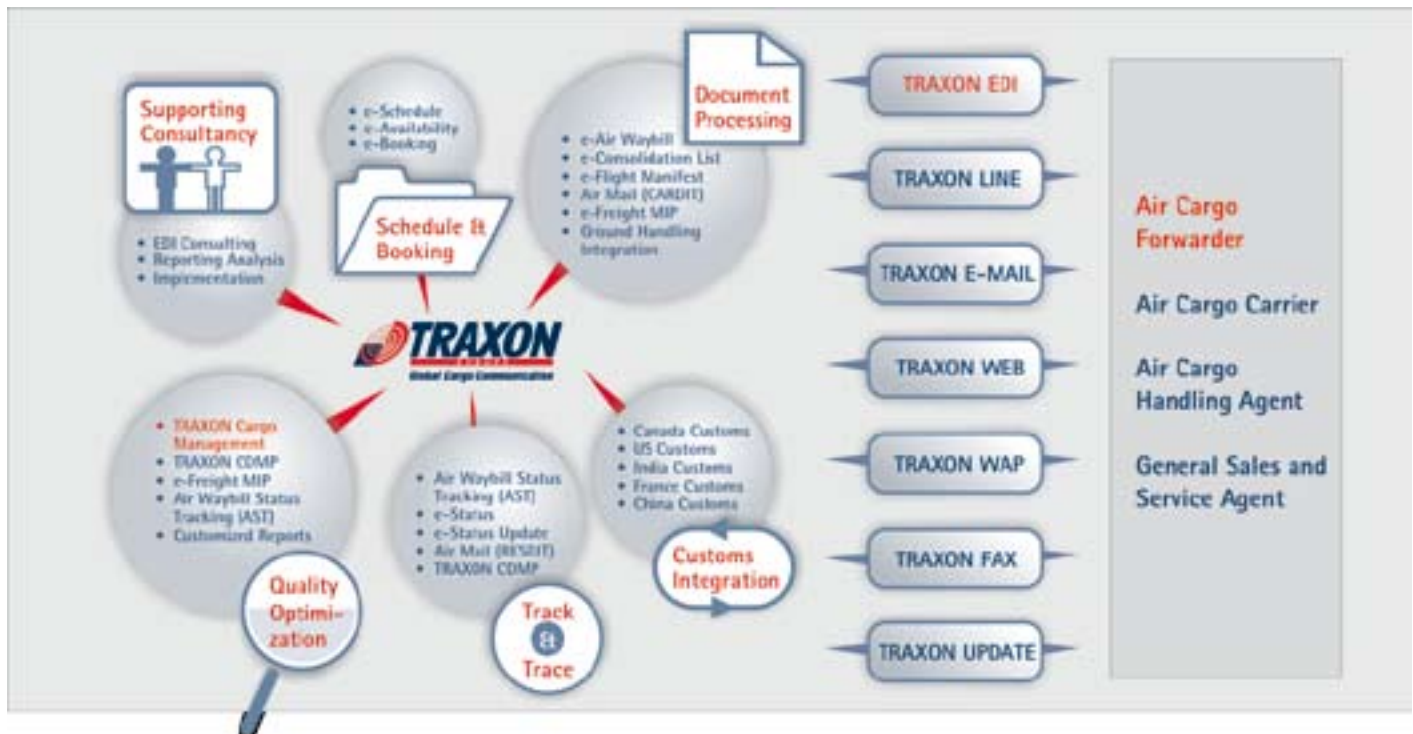 Supporting
Consultancy
• EDI Consulting
• Reporting Analysis
• Implementation
• e-Schedule
• e-Availability
• e-Booking
Schedule &
Booking
Document
Processing
• e-Air Waybill
• e-Consolidation List
• e-Flight Manifest
• Air Mail (CARDIT)
• e-Freight MIP
• Ground Handling
Integration
TRAXON
EUROPE
Global Cargo Communication
• TRAXON Cargo
Management
• TRAXON CDMP
• e-Freight MIP
• Air Waybill Status
Tracking (AST)
• Customized Reports
Quality
Optimi-
zation
• Air Waybill Status
Tracking (AST)
• e-Status
• e-Status Update
• Air Mail (RESDIT)
• TRAXON CDMP
Track
&
Trace
• Canada Customs
• US Customs
• India Customs
• France Customs
• China Customs
Customs
Integration
TRAXON EDI
TRAXON LINE
TRAXON E-MAIL
TRAXON WEB
TRAXON WAP
TRAXON FAX
TRAXON UPDATE
Air Cargo
Forwarder
Air Cargo Carrier
Air Cargo
Handling Agent
General Sales and
Service Agent